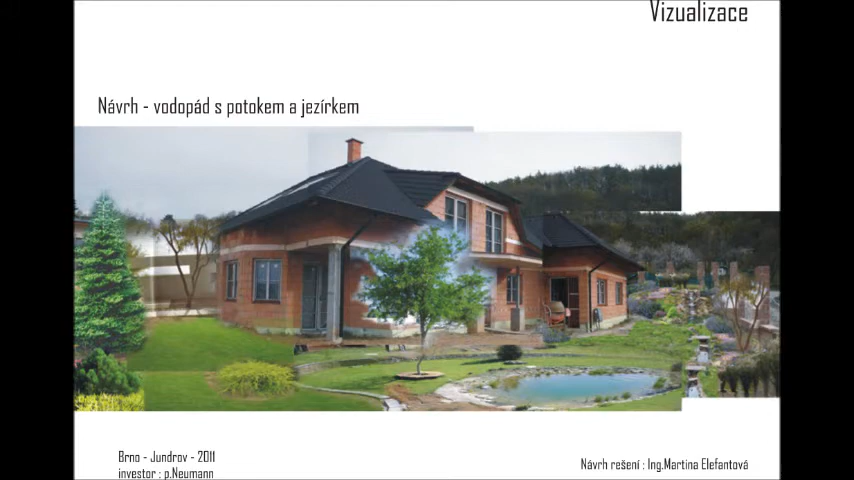 Vizualizace
Návrh - vodopád s potokem a jezírkem
Brno - Jundrov - 2011
investor : p.Neumann
Návrh rešení : Ing.Martina Elefantová